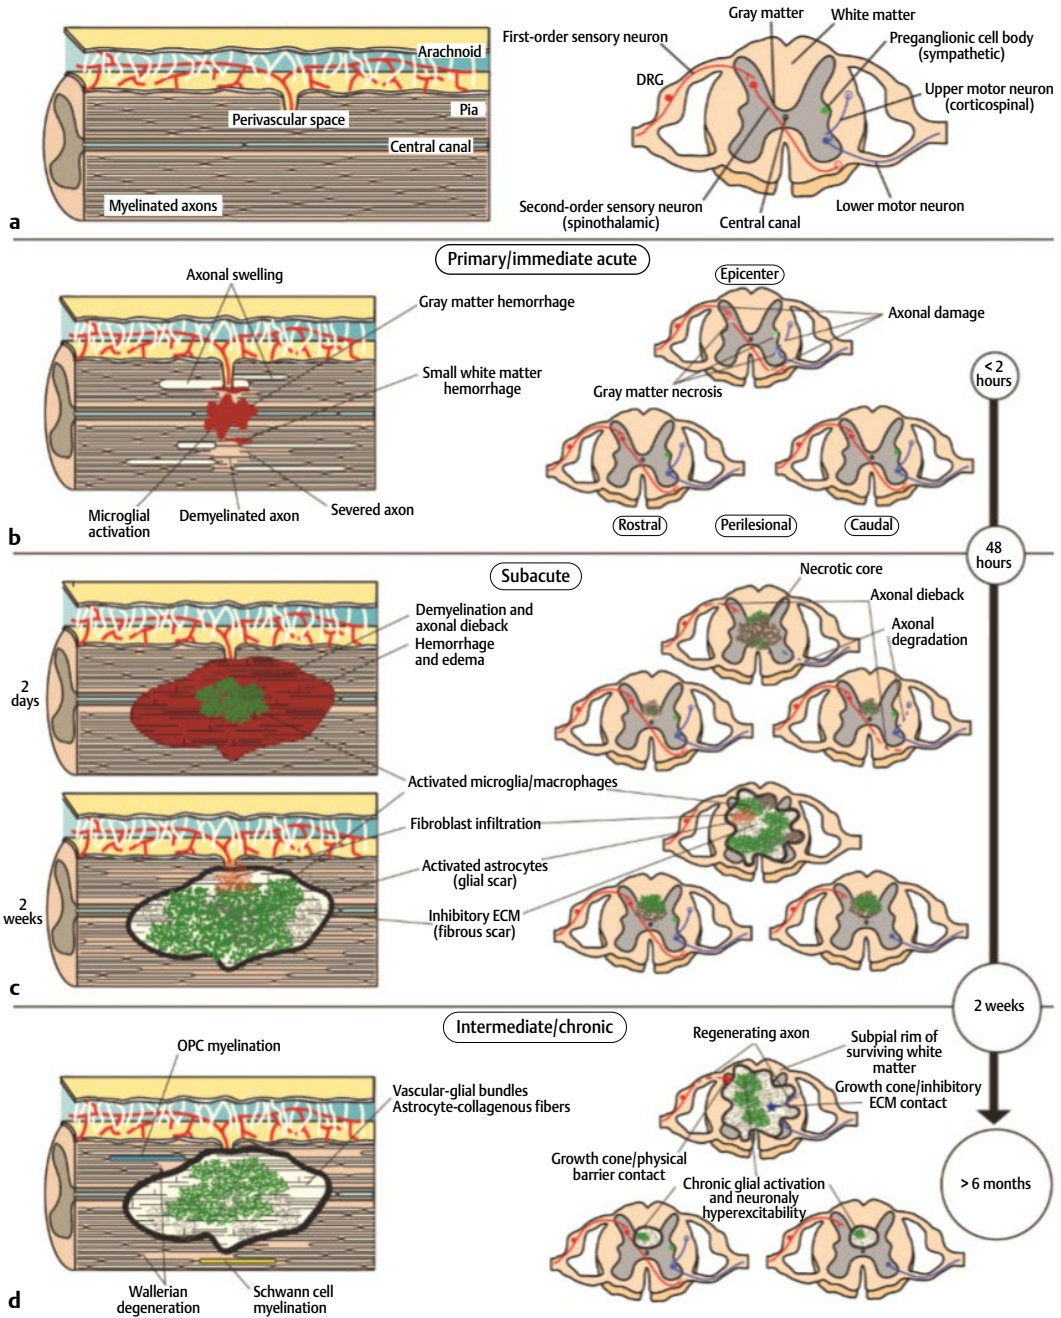 Arachnoid
Pia
Perivascular space
Central canal
Myelinated axons
a
Gray matter
White matter
First-order sensory neuron
Preganglionic cell body
(sympathetic)
DRG
Upper motor neuron
(corticospinal)
Second-order sensory neuron
(spinothalamic)
Central canal
Lower motor neuron
Primary/immediate acute
Axonal swelling
Gray matter hemorrhage
Small white matter
hemorrhage
Microglial
activation
Demyelinated axon
Severed axon
b
Epicenter
Axonal damage
Gray matter necrosis
Rostral
Perilesional
Caudal
< 2
hours
48
hours
Subacute
2
days
Demyelination and
axonal dieback
Hemorrhage
and edema
Necrotic core
Axonal dieback
Axonal
degradation
Activated microglia/macrophages
Fibroblast infiltration
Activated astrocytes
(glial scar)
2
weeks
Inhibitory ECM
(fibrous scar)
c
2 weeks
Intermediate/chronic
OPC myelination
Vascular-glial bundles
Astrocyte-collagenous fibers
Wallerian
degeneration
Schwann cell
myelination
d
Regenerating axon
Subpial rim of
surviving white
matter
Growth cone/inhibitory
ECM contact
Growth cone/physical
barrier contact
Chronic glial activation
and neuronaly
hyperexcitability
> 6 months